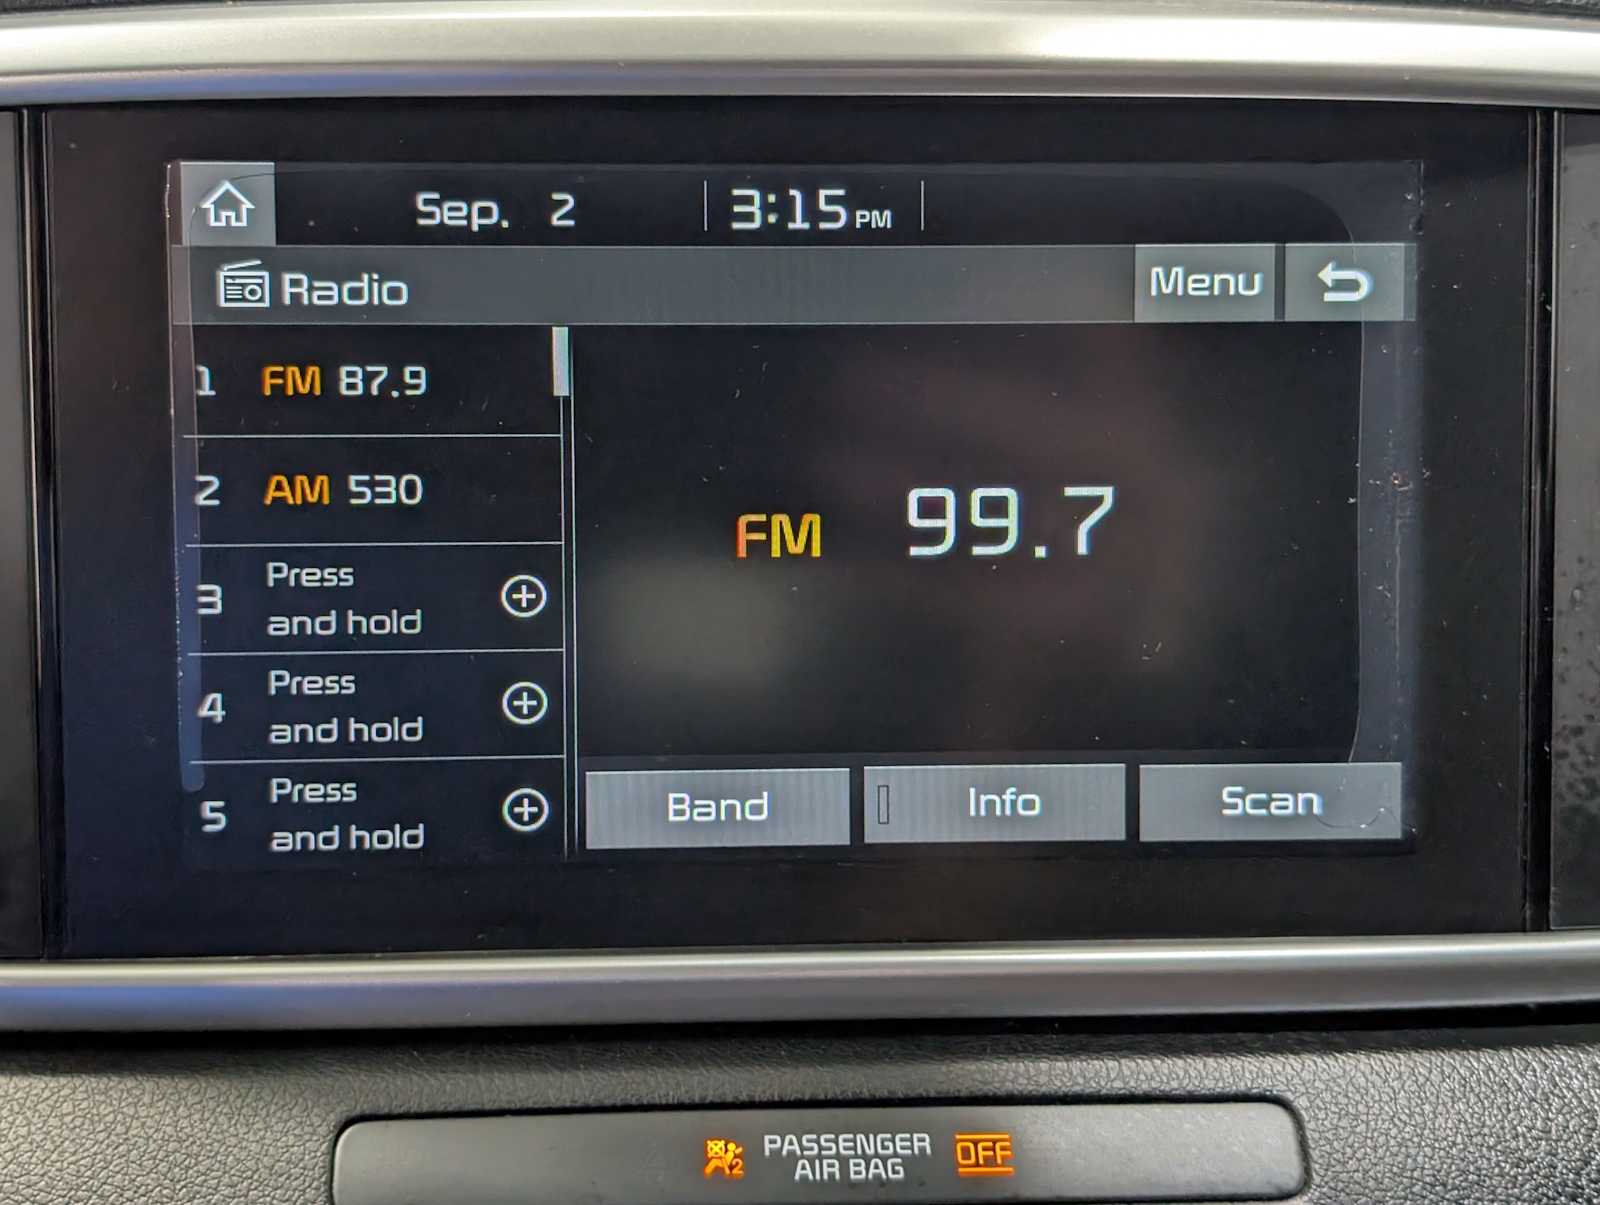 Sep. 2 3:15 PM
Radio Menu
1 FM 87.9
2 AM 530
3 Press
and hold
4 Press
and hold
5 Press
and hold
FM 99.7
Band Info Scan
2 PASSENGER
AIR BAG OFF